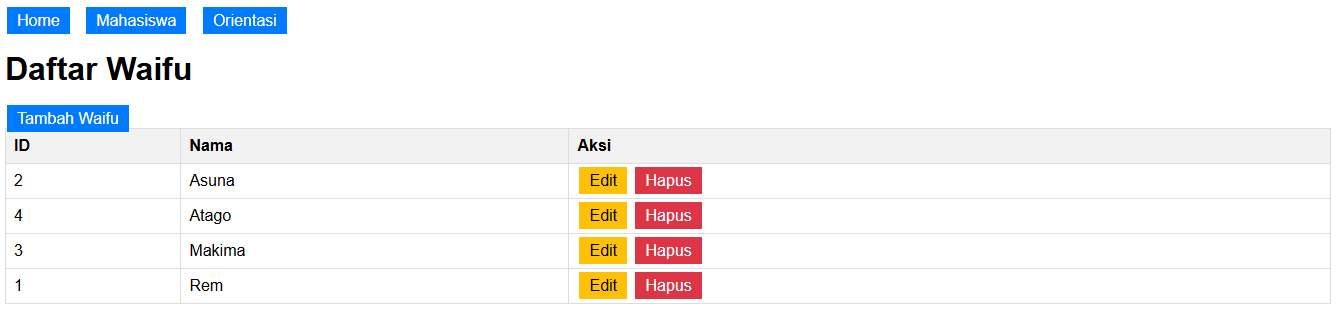 Home Mahasiswa Orientasi
Daftar Waifu
Tambah Waifu
ID Nama Aksi
2 Asuna Edit Hapus
4 Atago Edit Hapus
3 Makima Edit Hapus
1 Rem Edit Hapus